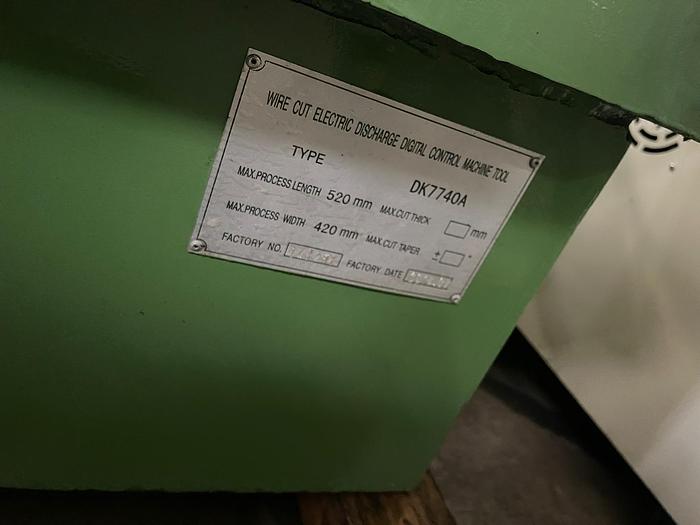 WIRE CUT ELECTRIC DISCHARGE DIGITAL CONTROL MACHINE TOOL
TYPE DK7740A
MAX.PROCESS LENGTH 520 mm MAX.CUT THICK mm
MAX.PROCESS WIDTH 420 mm MAX.CUT TAPER ± °
FACTORY NO. FACTORY DATE